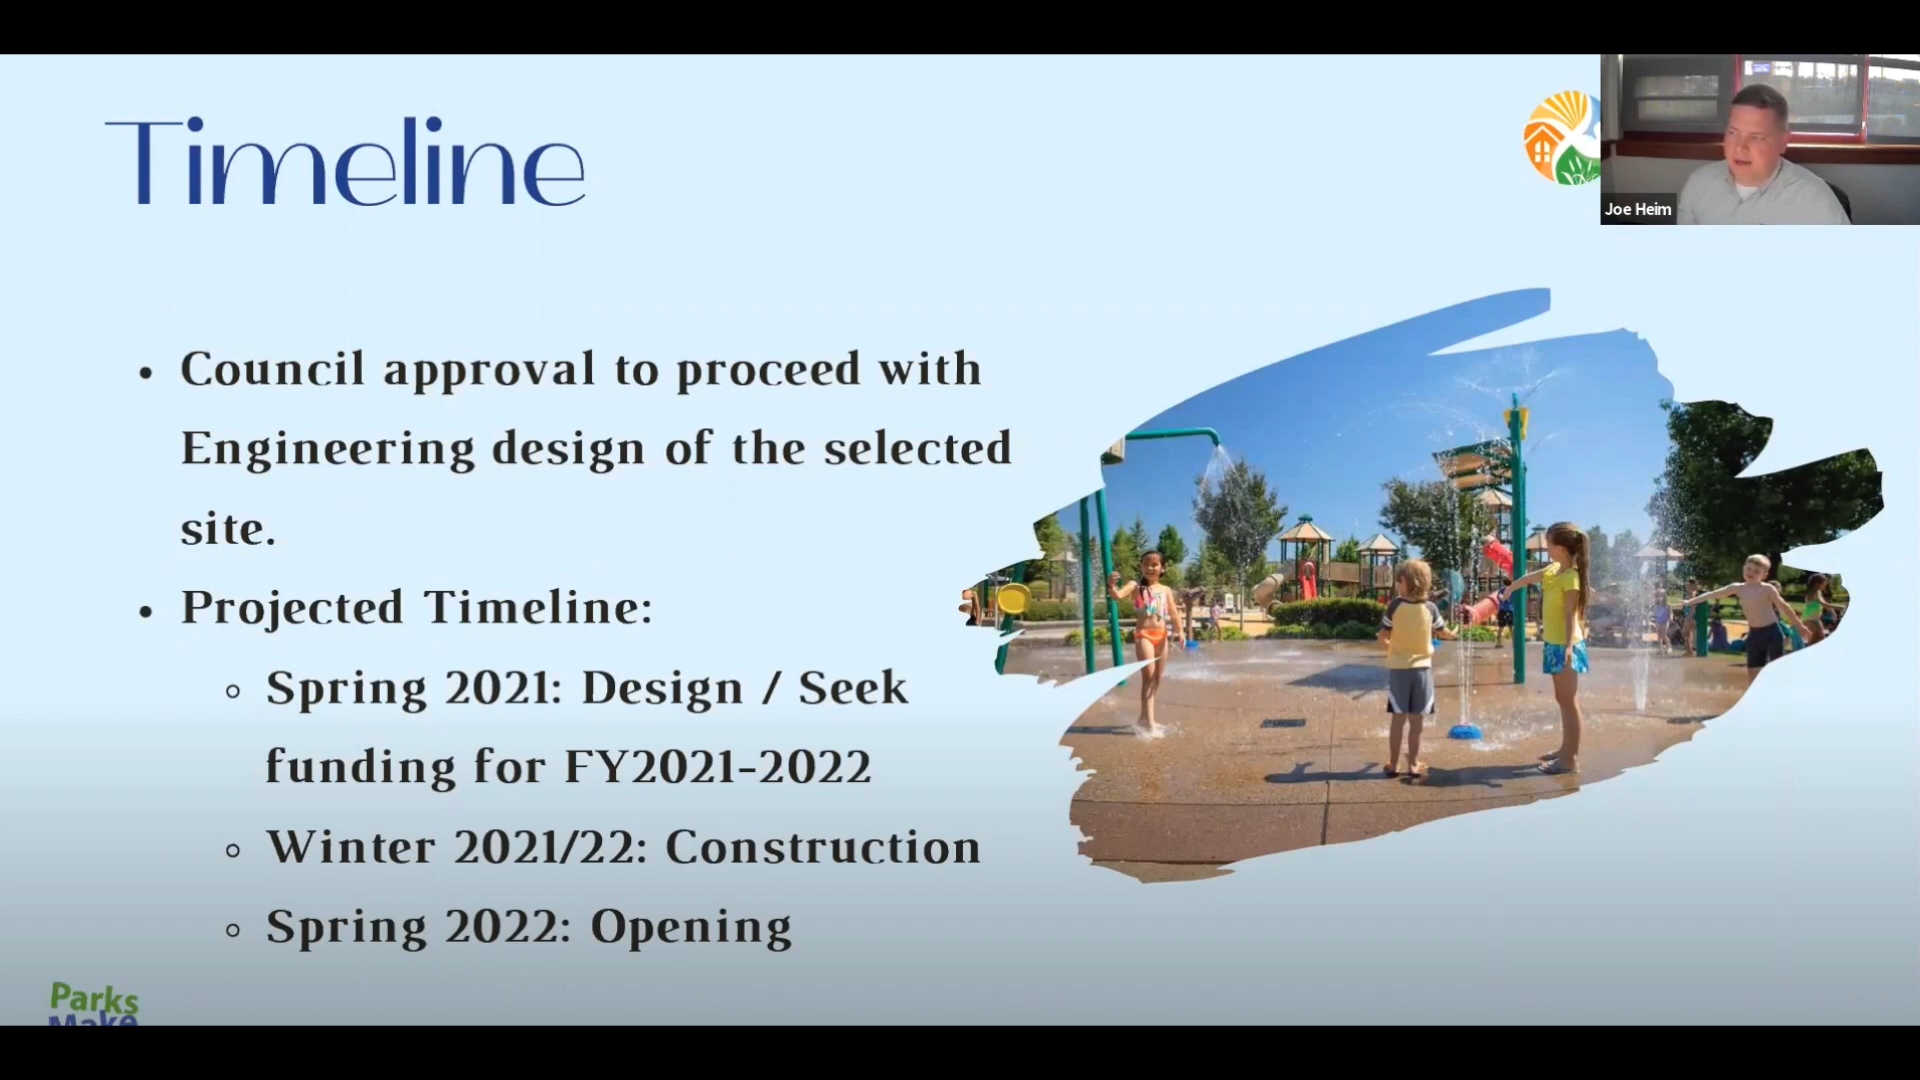 Timeline
Joe Heim
• Council approval to proceed with
Engineering design of the selected
site.
• Projected Timeline:
◦ Spring 2021: Design / Seek
funding for FY2021-2022
◦ Winter 2021/22: Construction
◦ Spring 2022: Opening
Parks
Make